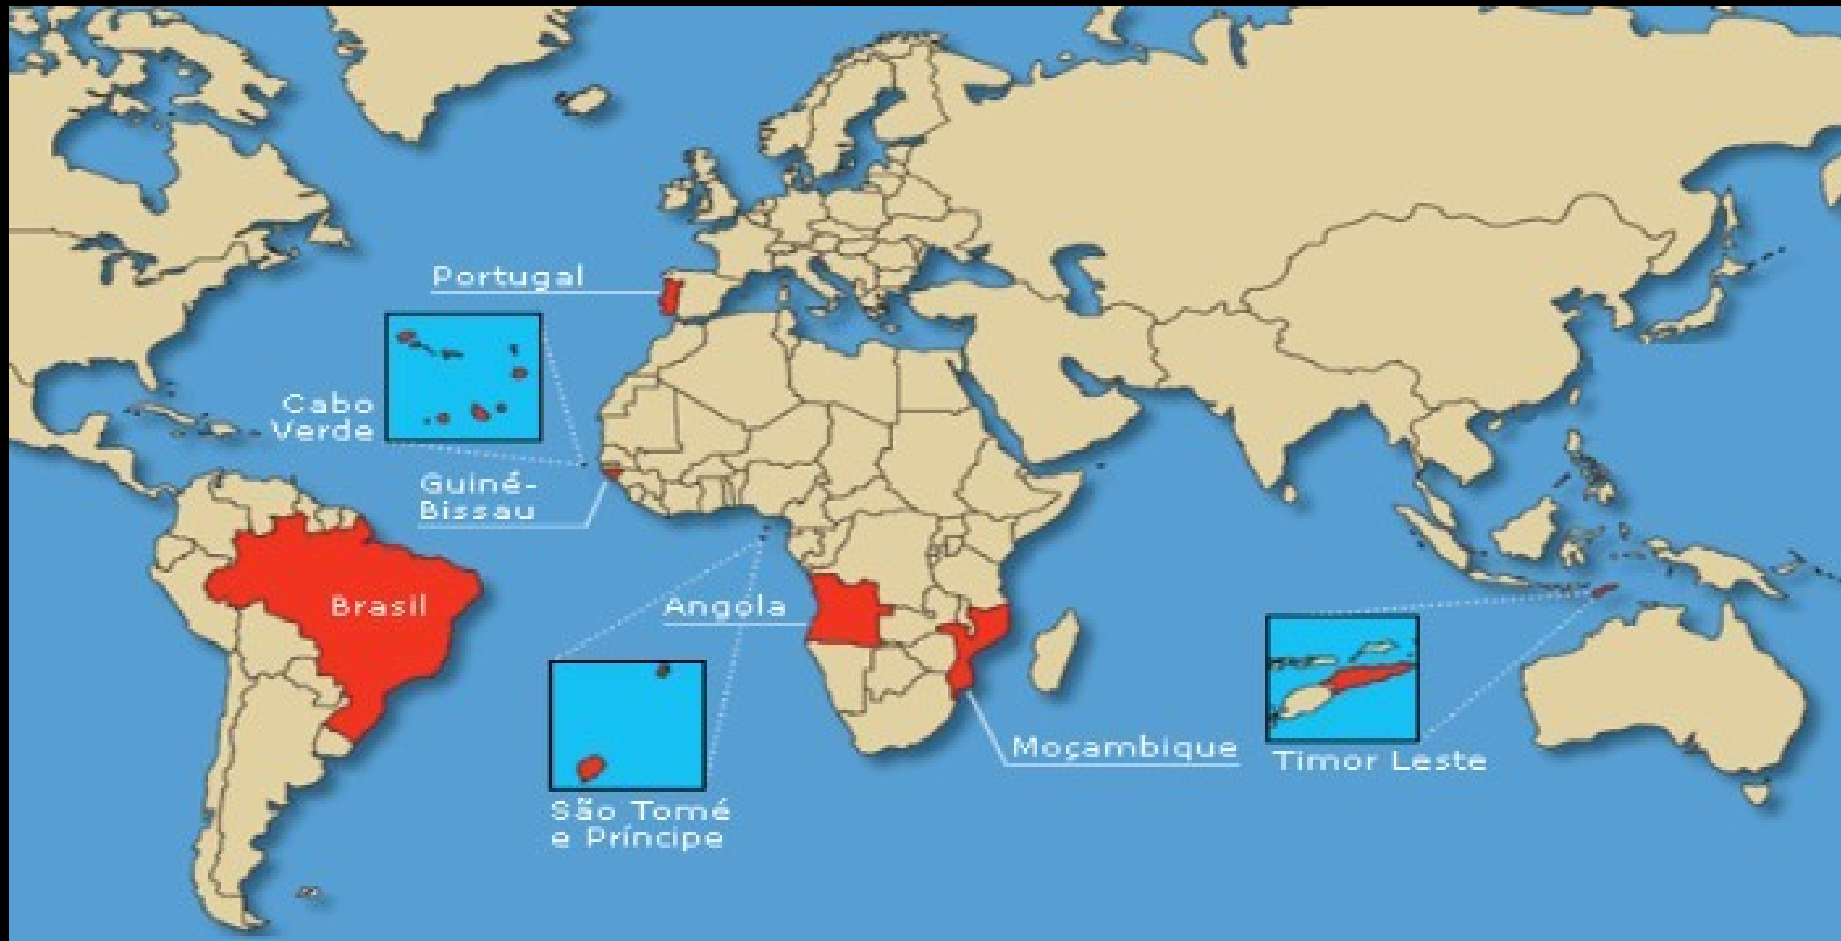 Portugal
Cabo
Verde
Guiné-
Bissau
Brasil
Angola
São Tomé
e Príncipe
Moçambique
Timor Leste